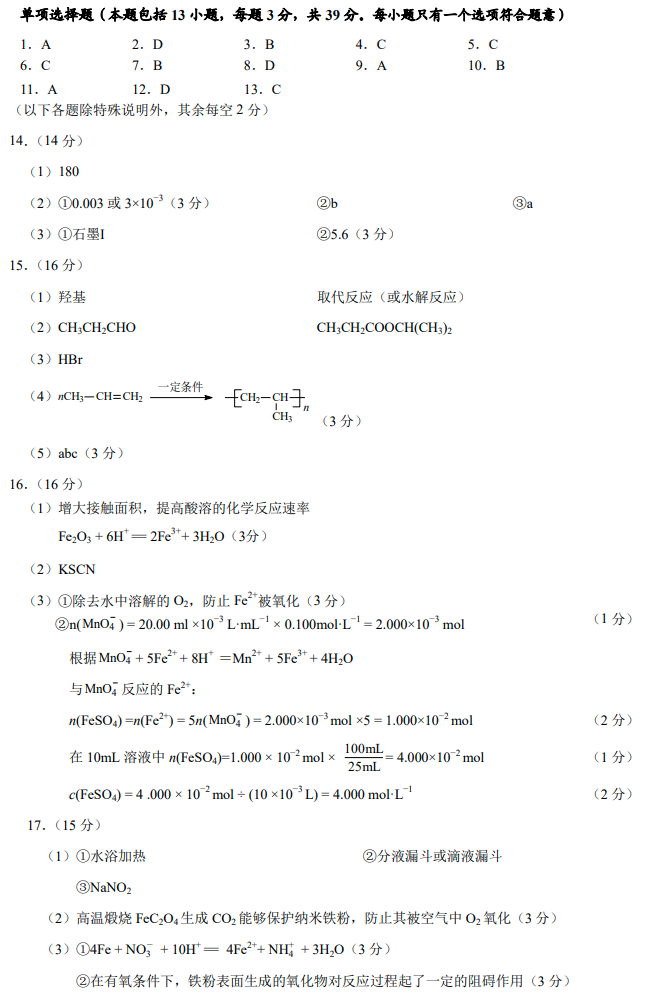 单项选择题（本题包括 13 小题，每题 3 分，共 39 分。每小题只有一个选项符合题意）
1．A 2．D 3．B 4．C 5．C
6．C 7．B 8．D 9．A 10．B
11．A 12．D 13．C
（以下各题除特殊说明外，其余每空 2 分）
14．（14 分）
（1）180
（2）①0.003 或 3×10⁻³（3 分） ②b ③a
（3）①石墨I ②5.6（3 分）
15．（16 分）
（1）羟基 取代反应（或水解反应）
（2）CH₃CH₂CHO CH₃CH₂COOCH(CH₃)₂
（3）HBr
（4）nCH₃—CH=CH₂ 一定条件 ⟶ -[CH₂—CH]-n
CH₃ （3 分）
（5）abc（3 分）
16．（16 分）
（1）增大接触面积，提高酸溶的化学反应速率
Fe₂O₃ + 6H⁺ == 2Fe³⁺ + 3H₂O（3分）
（2）KSCN
（3）①除去水中溶解的 O₂，防止 Fe²⁺被氧化（3 分）
②n(MnO₄⁻) = 20.00 ml ×10⁻³ L·mL⁻¹ × 0.100mol·L⁻¹ = 2.000×10⁻³ mol （1 分）
根据MnO₄⁻ + 5Fe²⁺ + 8H⁺ ＝Mn²⁺ + 5Fe³⁺ + 4H₂O
与MnO₄⁻ 反应的 Fe²⁺：
n(FeSO₄) =n(Fe²⁺) = 5n(MnO₄⁻) = 2.000×10⁻³ mol ×5 = 1.000×10⁻² mol （2 分）
在 10mL 溶液中 n(FeSO₄)=1.000 × 10⁻² mol × 100mL/25mL = 4.000×10⁻² mol （1 分）
c(FeSO₄) = 4 .000 × 10⁻² mol ÷ (10 ×10⁻³ L) = 4.000 mol·L⁻¹ （2 分）
17．（15 分）
（1）①水浴加热 ②分液漏斗或滴液漏斗
③NaNO₂
（2）高温煅烧 FeC₂O₄ 生成 CO₂ 能够保护纳米铁粉，防止其被空气中 O₂ 氧化（3 分）
（3）①4Fe + NO₃⁻ + 10H⁺ == 4Fe²⁺+ NH₄⁺ + 3H₂O（3 分）
②在有氧条件下，铁粉表面生成的氧化物对反应过程起了一定的阻碍作用（3 分）